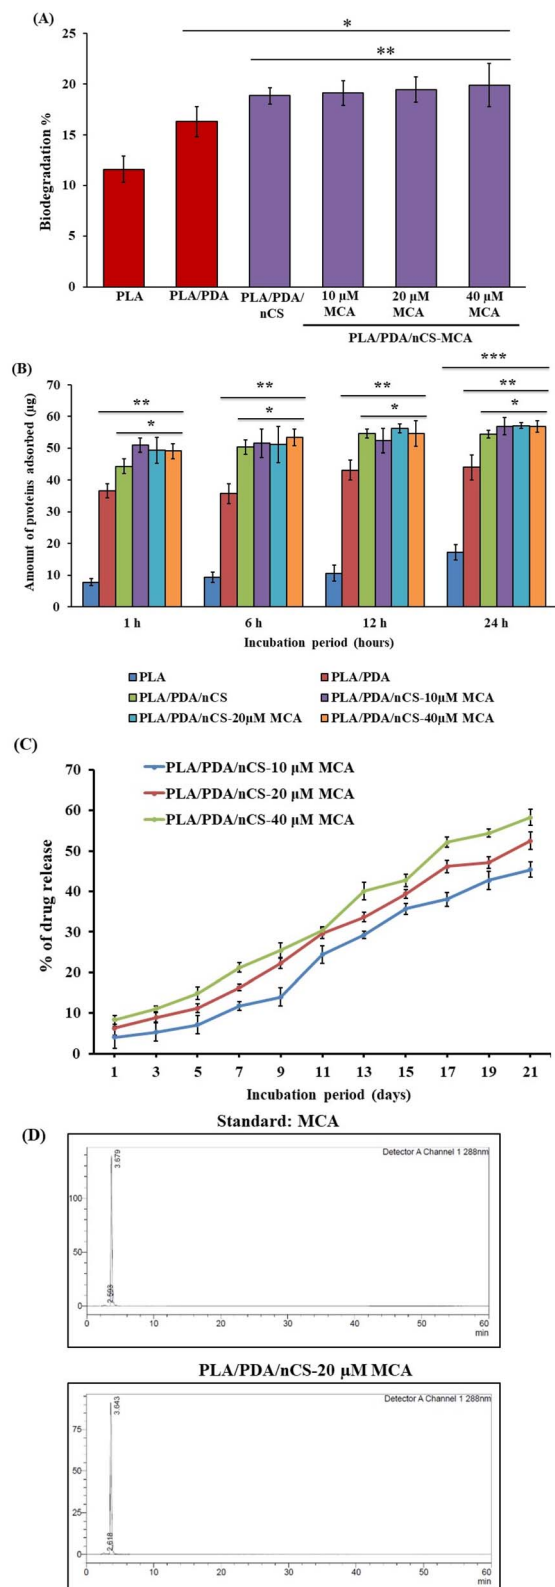 (A)
*
**
25
20
15
10
5
0
Biodegradation %
PLA
PLA/PDA
PLA/PDA/
nCS
10 μM
MCA
20 μM
MCA
40 μM
MCA
PLA/PDA/nCS-MCA
(B)
** ** ** ***
**
* * * *
70
60
50
40
30
20
10
0
Amount of proteins adsorbed (μg)
1 h 6 h 12 h 24 h
Incubation period (hours)
PLA PLA/PDA
PLA/PDA/nCS PLA/PDA/nCS-10μM MCA
PLA/PDA/nCS-20μM MCA PLA/PDA/nCS-40μM MCA
(C)
PLA/PDA/nCS-10 μM MCA
PLA/PDA/nCS-20 μM MCA
PLA/PDA/nCS-40 μM MCA
70
60
50
40
30
20
10
0
% of drug release
1 3 5 7 9 11 13 15 17 19 21
Incubation period (days)
(D)
Standard: MCA
Detector A Channel 1 288nm
3.679
2.593
100
50
0
0 10 20 30 40 50 60
min
PLA/PDA/nCS-20 μM MCA
Detector A Channel 1 288nm
3.643
2.618
75
50
25
0
0 10 20 30 40 50 60
min